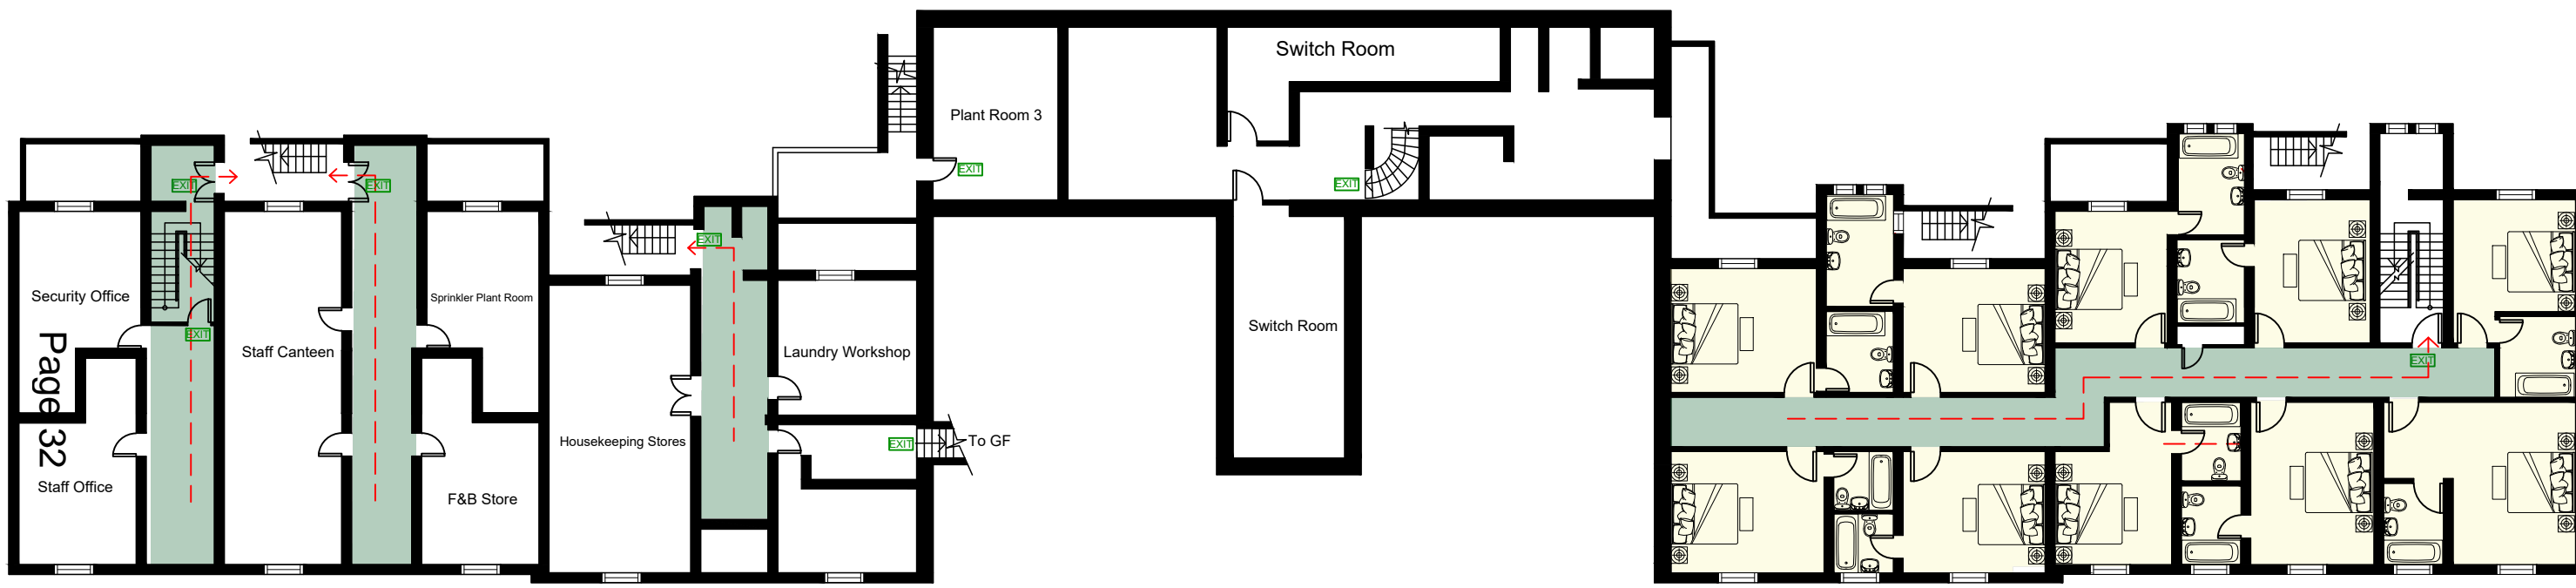 Switch Room
Plant Room 3
EXIT
EXIT
EXIT
EXIT
EXIT
Security Office
Sprinkler Plant Room
EXIT
Switch Room
Staff Canteen
Laundry Workshop
EXIT
Page 32
Housekeeping Stores
EXIT
To GF
Staff Office
F&B Store